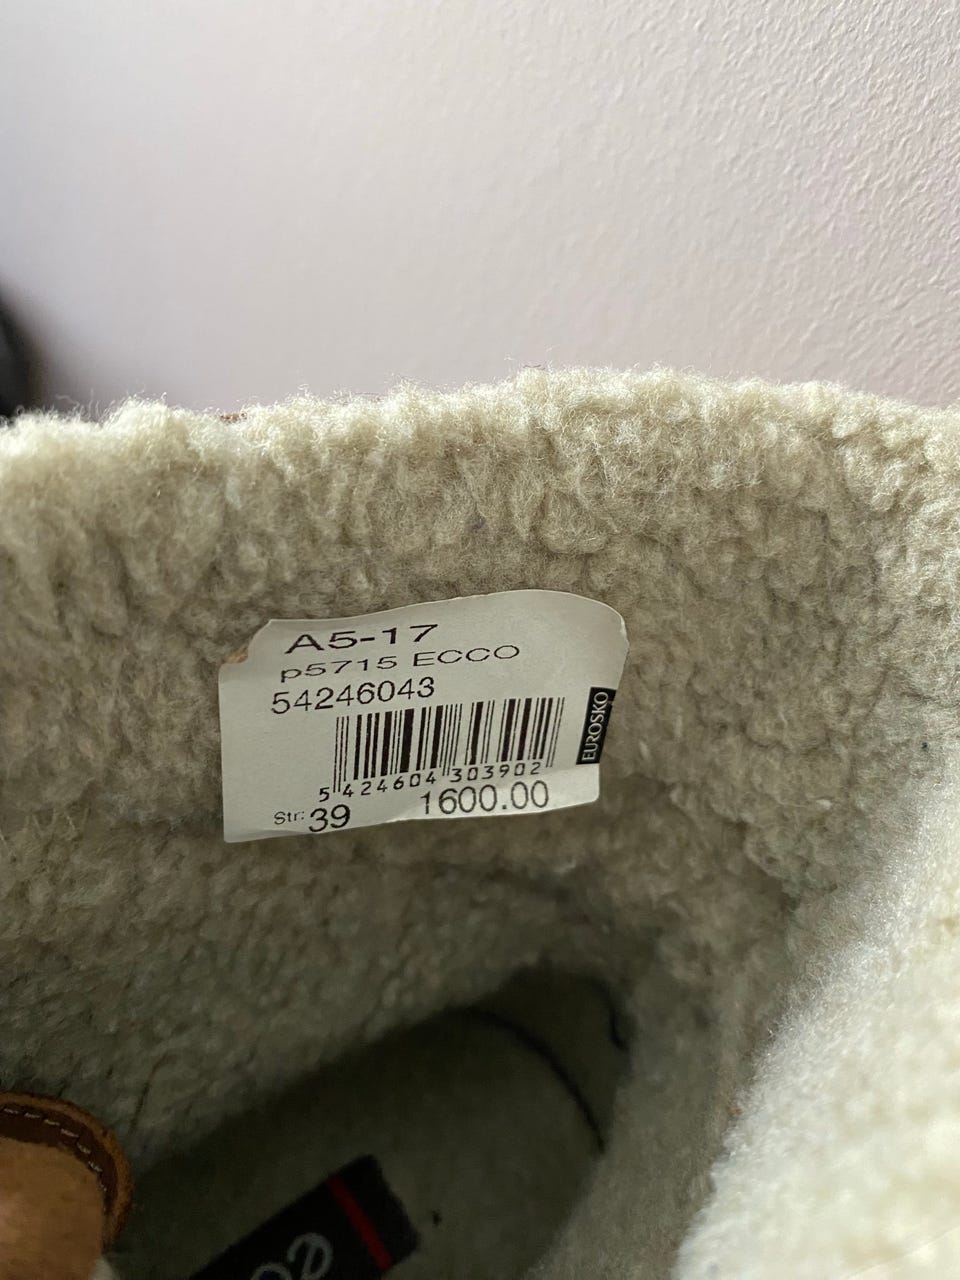 A5-17
p5715 ECCO
54246043
EUROSKO
5 424604 303902
Str: 39 1600.00